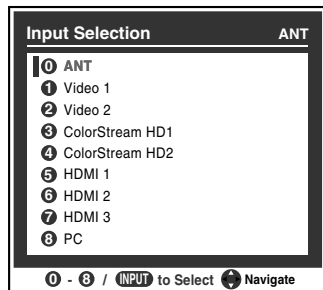 Input Selection ANT
0 ANT
1 Video 1
2 Video 2
3 ColorStream HD1
4 ColorStream HD2
5 HDMI 1
6 HDMI 2
7 HDMI 3
8 PC
0 - 8 / INPUT to Select Navigate